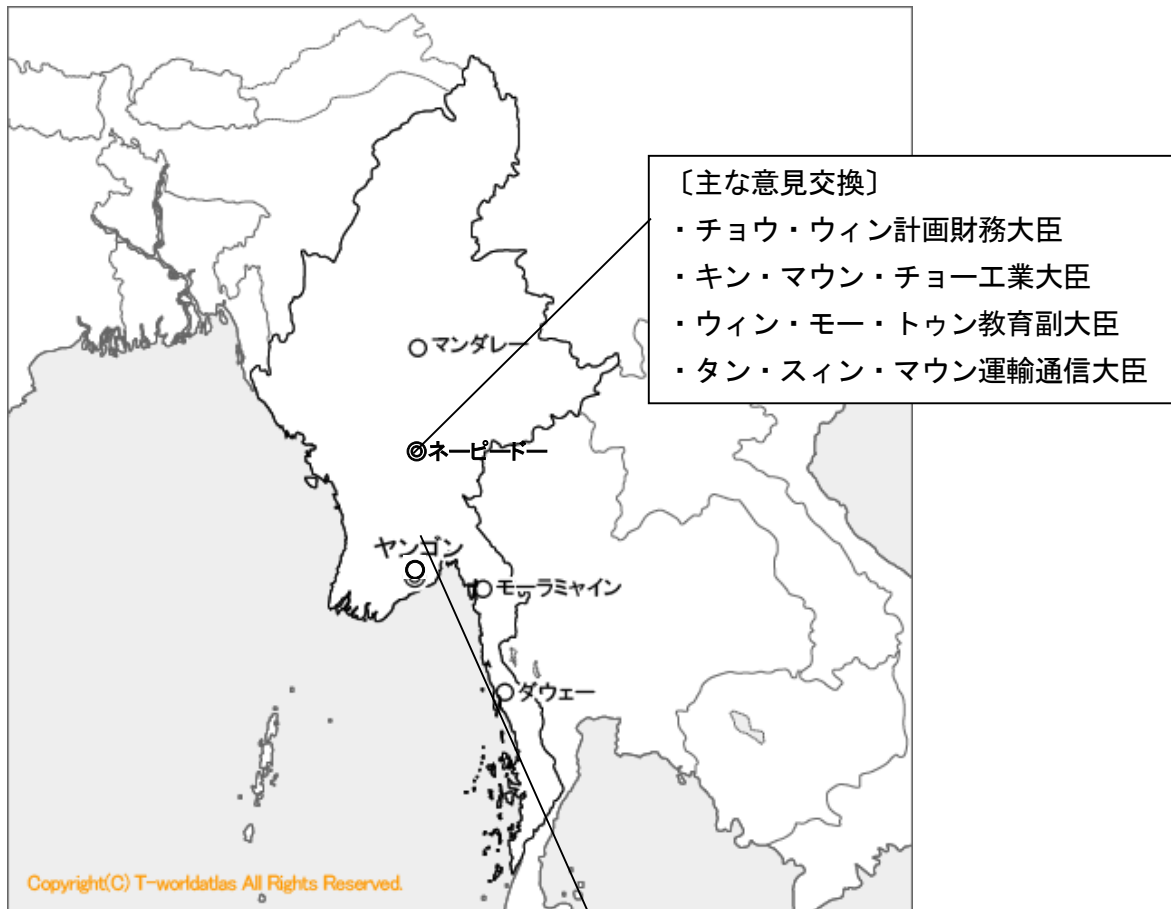 〔主な意見交換〕
・チョウ・ウィン計画財務大臣
・キン・マウン・チョー工業大臣
・ウィン・モー・トゥン教育副大臣
・タン・スィン・マウン運輸通信大臣
マンダレー
ネーピードー
ヤンゴン
モーラミャイン
ダウェー
Copyright(C) T-worldatlas All Rights Reserved.